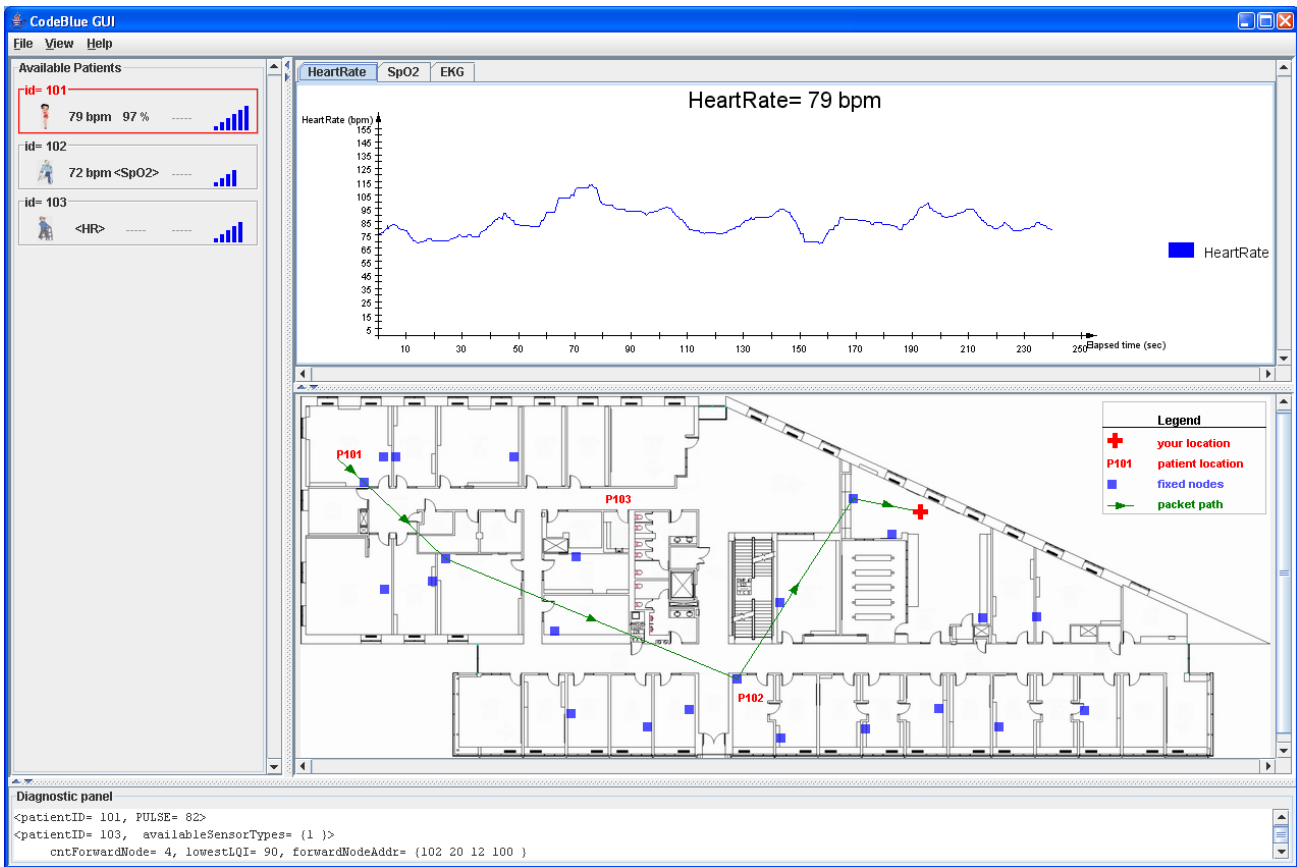 CodeBlue GUI
File View Help
Available Patients
id= 101
79 bpm 97 % -----
id= 102
72 bpm <SpO2> -----
id= 103
<HR> ----- -----
HeartRate SpO2 EKG
HeartRate= 79 bpm
HeartRate (bpm)
155
145
135
125
115
105
95
85
75
65
55
45
35
25
15
5
10 30 50 70 90 110 130 150 170 190 210 230 250
Elapsed time (sec)
HeartRate
Legend
your location
P101 patient location
fixed nodes
packet path
P101
P103
P102
Diagnostic panel
<patientID= 101, PULSE= 82>
<patientID= 103, availableSensorTypes= {1 }>
cntForwardNode= 4, lowestLQI= 90, forwardNodeAddr= {102 20 12 100 }